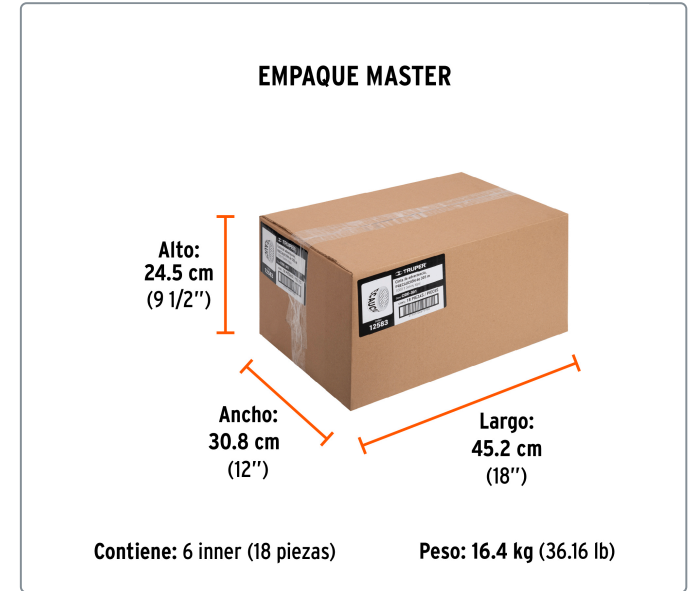 EMPAQUE MASTER
Alto:
24.5 cm
(9 1/2")
TRUPER
TRUPER
12583
Ancho:
30.8 cm
(12")
Largo:
45.2 cm
(18")
Contiene: 6 inner (18 piezas)
Peso: 16.4 kg (36.16 lb)